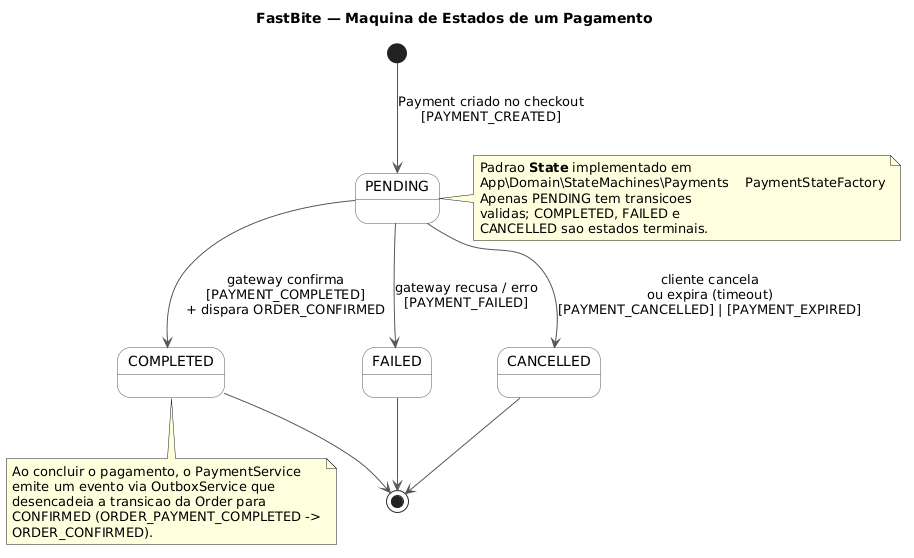 FastBite — Maquina de Estados de um Pagamento
Payment criado no checkout
[PAYMENT_CREATED]
PENDING
Padrao State implementado em
App\Domain\StateMachines\Payments    PaymentStateFactory
Apenas PENDING tem transicoes
validas; COMPLETED, FAILED e
CANCELLED sao estados terminais.
gateway confirma
[PAYMENT_COMPLETED]
+ dispara ORDER_CONFIRMED
gateway recusa / erro
[PAYMENT_FAILED]
cliente cancela
ou expira (timeout)
[PAYMENT_CANCELLED] | [PAYMENT_EXPIRED]
COMPLETED
FAILED
CANCELLED
Ao concluir o pagamento, o PaymentService
emite um evento via OutboxService que
desencadeia a transicao da Order para
CONFIRMED (ORDER_PAYMENT_COMPLETED ->
ORDER_CONFIRMED).